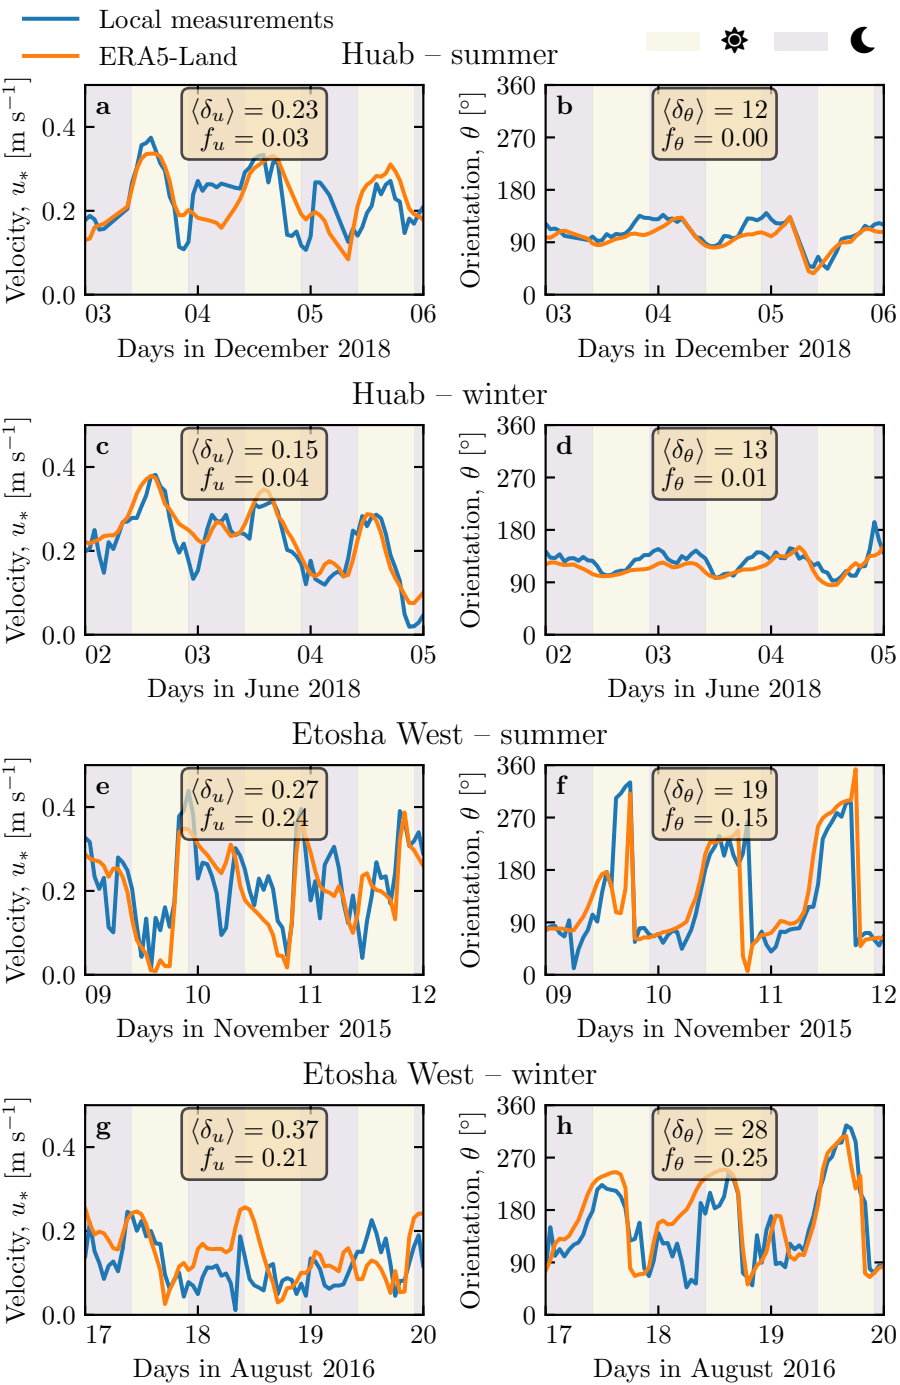 Local measurements
ERA5-Land
Huab – summer
Velocity, u* [m s−1]
0.4
0.2
0.0
a
⟨δu⟩ = 0.23
fu = 0.03
03 04 05 06
Days in December 2018
Orientation, θ [°]
360
270
180
90
0
b
⟨δθ⟩ = 12
fθ = 0.00
03 04 05 06
Days in December 2018
Huab – winter
Velocity, u* [m s−1]
0.4
0.2
0.0
c
⟨δu⟩ = 0.15
fu = 0.04
02 03 04 05
Days in June 2018
Orientation, θ [°]
360
270
180
90
0
d
⟨δθ⟩ = 13
fθ = 0.01
02 03 04 05
Days in June 2018
Etosha West – summer
Velocity, u* [m s−1]
0.4
0.2
0.0
e
⟨δu⟩ = 0.27
fu = 0.24
09 10 11 12
Days in November 2015
Orientation, θ [°]
360
270
180
90
0
f
⟨δθ⟩ = 19
fθ = 0.15
09 10 11 12
Days in November 2015
Etosha West – winter
Velocity, u* [m s−1]
0.4
0.2
0.0
g
⟨δu⟩ = 0.37
fu = 0.21
17 18 19 20
Days in August 2016
Orientation, θ [°]
360
270
180
90
0
h
⟨δθ⟩ = 28
fθ = 0.25
17 18 19 20
Days in August 2016